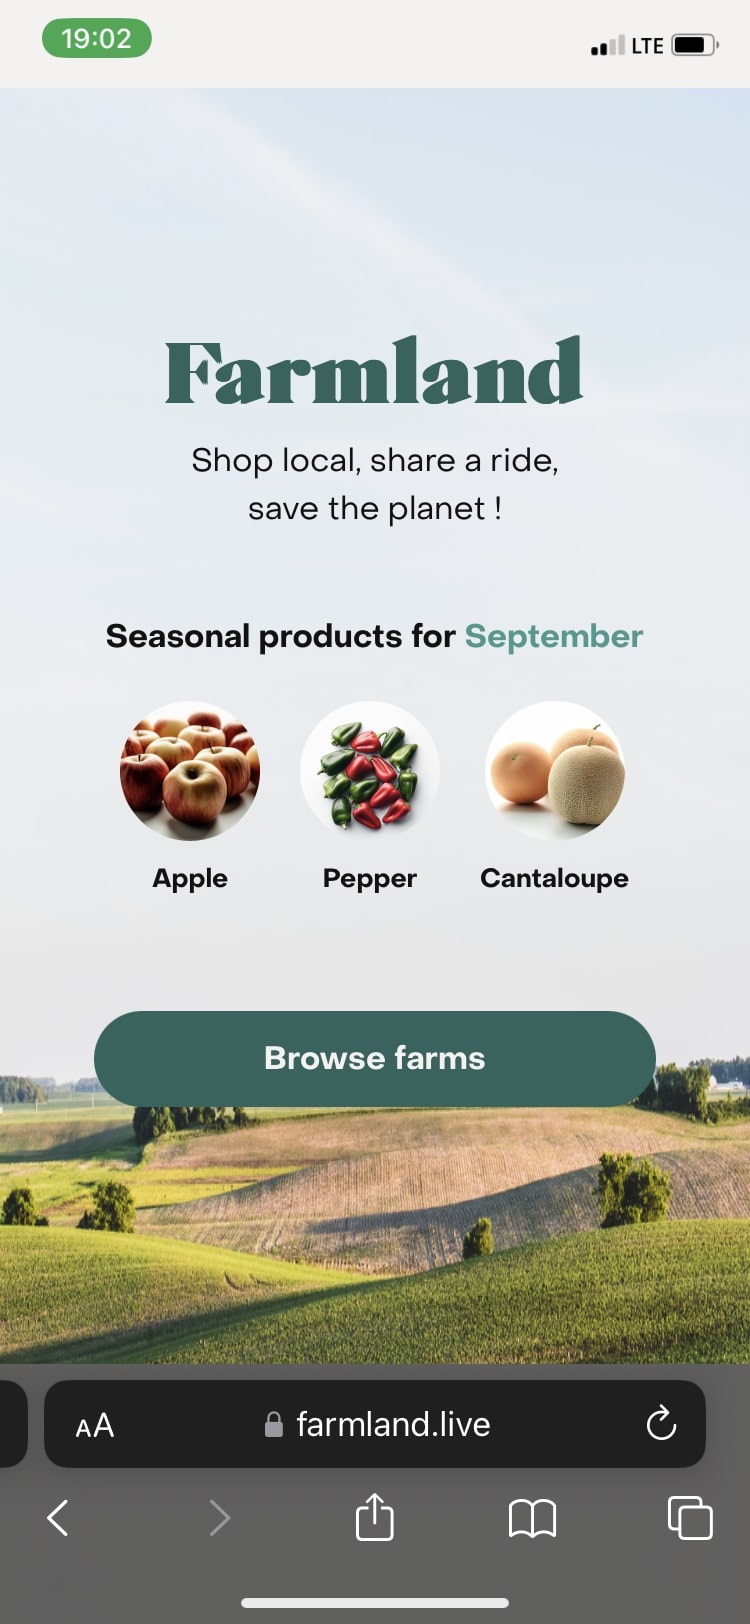 19:02
LTE
Farmland
Shop local, share a ride,
save the planet !
Seasonal products for September
Apple
Pepper
Cantaloupe
Browse farms
AA
farmland.live